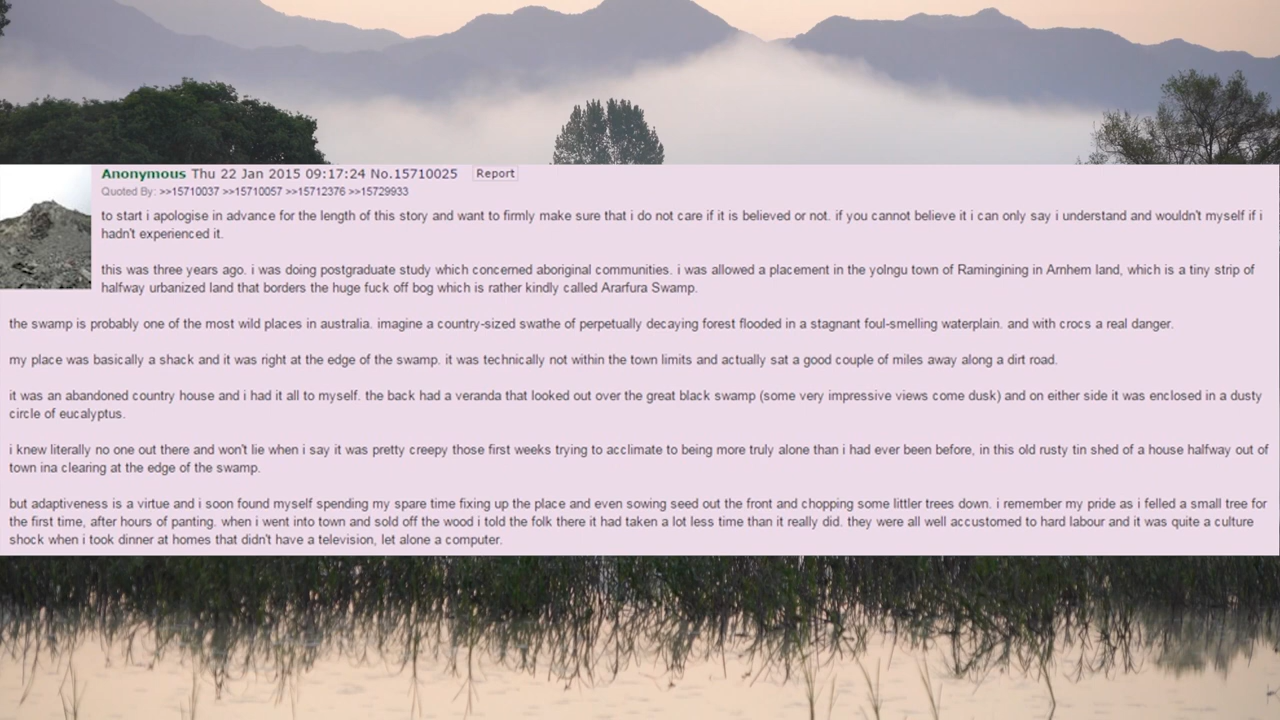 Anonymous Thu 22 Jan 2015 09:17:24 No.15710025 Report
Quoted By: >>15710037 >>15710057 >>15712376 >>15729933
to start i apologise in advance for the length of this story and want to firmly make sure that i do not care if it is believed or not. if you cannot believe it i can only say i understand and wouldn't myself if i
hadn't experienced it.
this was three years ago. i was doing postgraduate study which concerned aboriginal communities. i was allowed a placement in the yolngu town of Ramingining in Arnhem land, which is a tiny strip of
halfway urbanized land that borders the huge fuck off bog which is rather kindly called Ararfura Swamp.
the swamp is probably one of the most wild places in australia. imagine a country-sized swathe of perpetually decaying forest flooded in a stagnant foul-smelling waterplain. and with crocs a real danger.
my place was basically a shack and it was right at the edge of the swamp. it was technically not within the town limits and actually sat a good couple of miles away along a dirt road.
it was an abandoned country house and i had it all to myself. the back had a veranda that looked out over the great black swamp (some very impressive views come dusk) and on either side it was enclosed in a dusty
circle of eucalyptus.
i knew literally no one out there and won't lie when i say it was pretty creepy those first weeks trying to acclimate to being more truly alone than i had ever been before, in this old rusty tin shed of a house halfway out of
town ina clearing at the edge of the swamp.
but adaptiveness is a virtue and i soon found myself spending my spare time fixing up the place and even sowing seed out the front and chopping some littler trees down. i remember my pride as i felled a small tree for
the first time, after hours of panting. when i went into town and sold off the wood i told the folk there it had taken a lot less time than it really did. they were all well accustomed to hard labour and it was quite a culture
shock when i took dinner at homes that didn't have a television, let alone a computer.